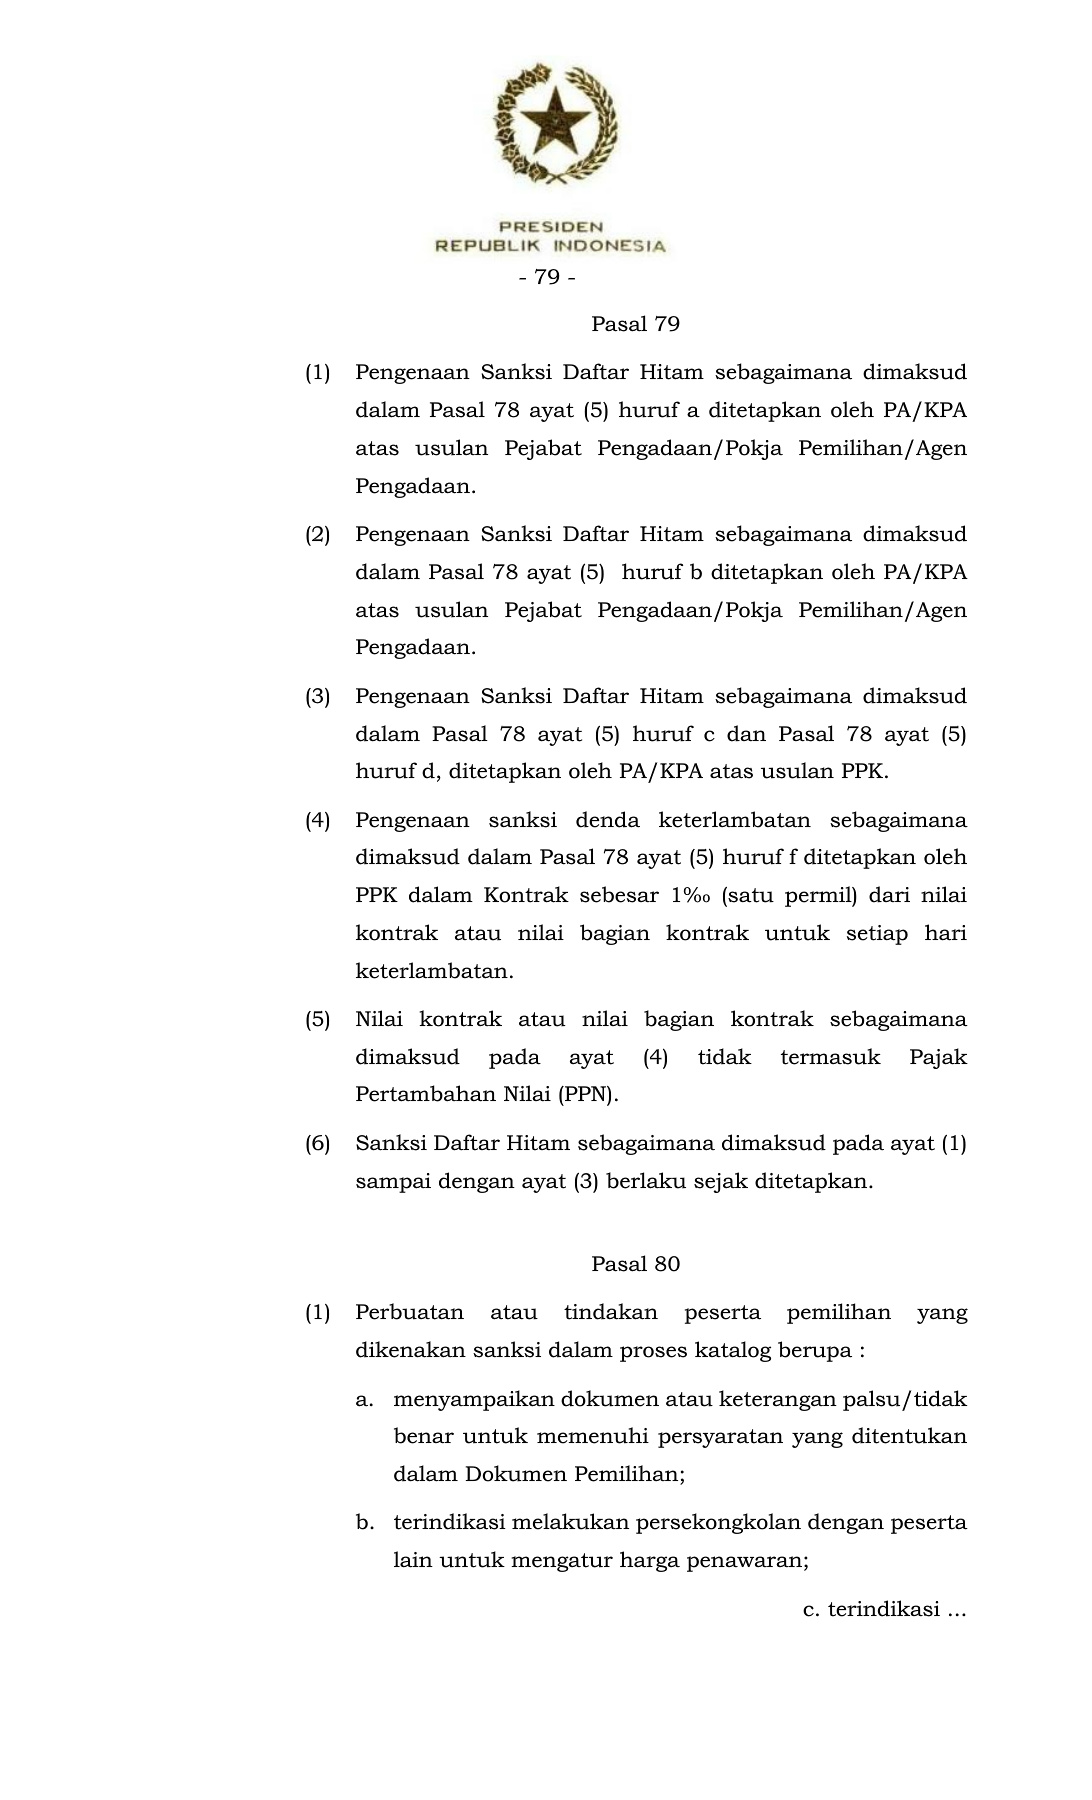 PRESIDEN
REPUBLIK INDONESIA
- 79 -
Pasal 79
(1) Pengenaan Sanksi Daftar Hitam sebagaimana dimaksud
dalam Pasal 78 ayat (5) huruf a ditetapkan oleh PA/KPA
atas usulan Pejabat Pengadaan/Pokja Pemilihan/Agen
Pengadaan.
(2) Pengenaan Sanksi Daftar Hitam sebagaimana dimaksud
dalam Pasal 78 ayat (5) huruf b ditetapkan oleh PA/KPA
atas usulan Pejabat Pengadaan/Pokja Pemilihan/Agen
Pengadaan.
(3) Pengenaan Sanksi Daftar Hitam sebagaimana dimaksud
dalam Pasal 78 ayat (5) huruf c dan Pasal 78 ayat (5)
huruf d, ditetapkan oleh PA/KPA atas usulan PPK.
(4) Pengenaan sanksi denda keterlambatan sebagaimana
dimaksud dalam Pasal 78 ayat (5) huruf f ditetapkan oleh
PPK dalam Kontrak sebesar 1‰ (satu permil) dari nilai
kontrak atau nilai bagian kontrak untuk setiap hari
keterlambatan.
(5) Nilai kontrak atau nilai bagian kontrak sebagaimana
dimaksud pada ayat (4) tidak termasuk Pajak
Pertambahan Nilai (PPN).
(6) Sanksi Daftar Hitam sebagaimana dimaksud pada ayat (1)
sampai dengan ayat (3) berlaku sejak ditetapkan.
Pasal 80
(1) Perbuatan atau tindakan peserta pemilihan yang
dikenakan sanksi dalam proses katalog berupa :
a. menyampaikan dokumen atau keterangan palsu/tidak
benar untuk memenuhi persyaratan yang ditentukan
dalam Dokumen Pemilihan;
b. terindikasi melakukan persekongkolan dengan peserta
lain untuk mengatur harga penawaran;
c. terindikasi ...